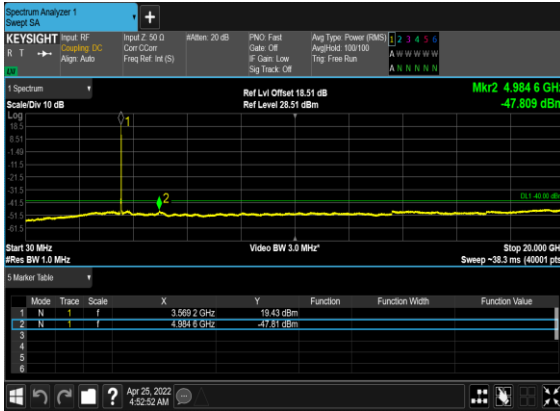 Spectrum Analyzer 1
Swept SA
+
KEYSIGHT Input: RF Input Z: 50 Ω #Atten: 20 dB PNO: Fast Avg Type: Power (RMS) 1 2 3 4 5 6
R T Coupling: DC Corr CCorr Gate: Off Avg|Hold: 100/100 A W W W W W
Align: Auto Freq Ref: Int (S) IF Gain: Low Trig: Free Run
Sig Track: Off A N N N N N
1 Spectrum Ref Lvl Offset 18.51 dB Mkr2 4.984 6 GHz
Scale/Div 10 dB Ref Level 28.51 dBm -47.809 dBm
Log
18.5
8.51
-1.49
-11.5
-21.5
-31.5
-41.5
-51.5
-61.5
1
2
DL1 -40.00 dBm
Start 30 MHz Video BW 3.0 MHz* Stop 20.000 GHz
#Res BW 1.0 MHz Sweep ~38.3 ms (40001 pts)
5 Marker Table
Mode Trace Scale X Y Function Function Width Function Value
1 N 1 f 3.569 2 GHz 19.43 dBm
2 N 1 f 4.984 6 GHz -47.81 dBm
3
4
5
6
? Apr 25, 2022
4:52:52 AM